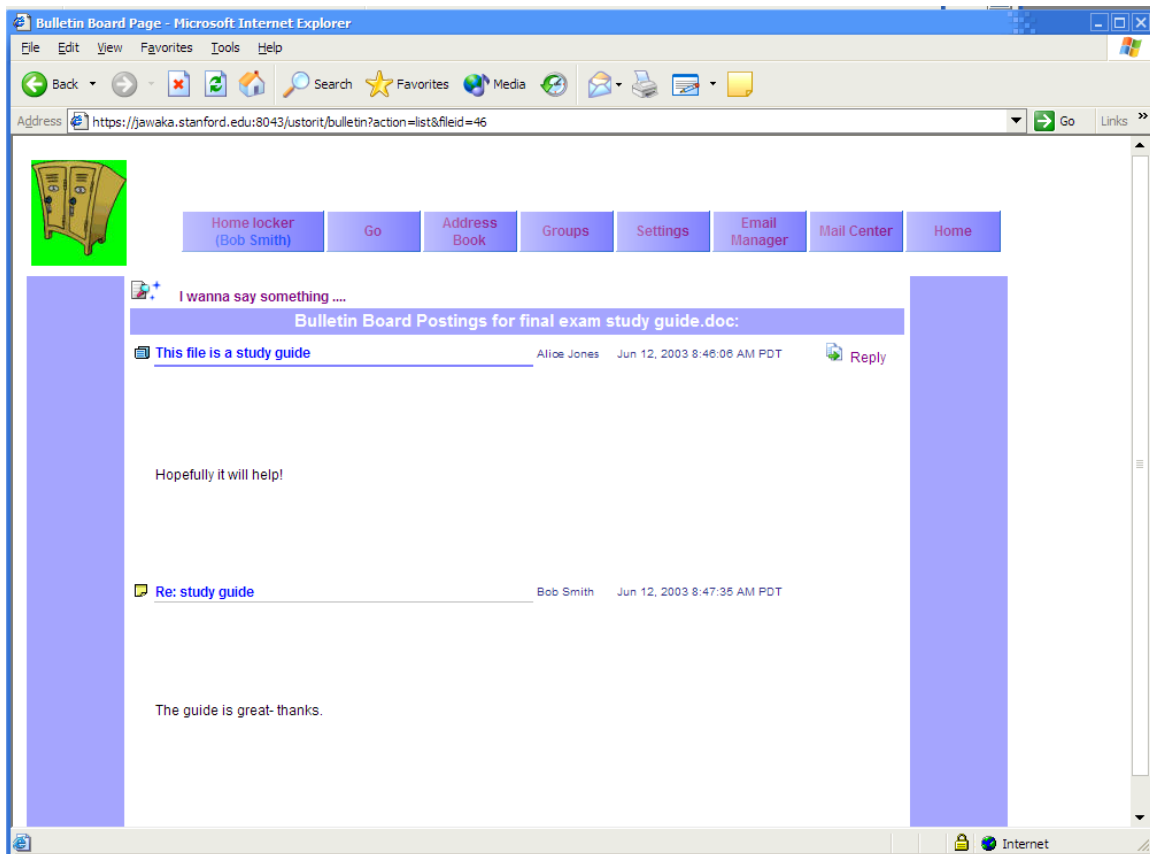 Bulletin Board Page - Microsoft Internet Explorer
File Edit View Favorites Tools Help
Back Search Favorites Media
Address https://jawaka.stanford.edu:8043/ustorit/bulletin?action=list&fileid=46 Go Links »
Home locker (Bob Smith) Go Address Book Groups Settings Email Manager Mail Center Home
I wanna say something ....
Bulletin Board Postings for final exam study guide.doc:
This file is a study guide Alice Jones Jun 12, 2003 8:46:06 AM PDT Reply
Hopefully it will help!
Re: study guide Bob Smith Jun 12, 2003 8:47:35 AM PDT
The guide is great- thanks.
Internet